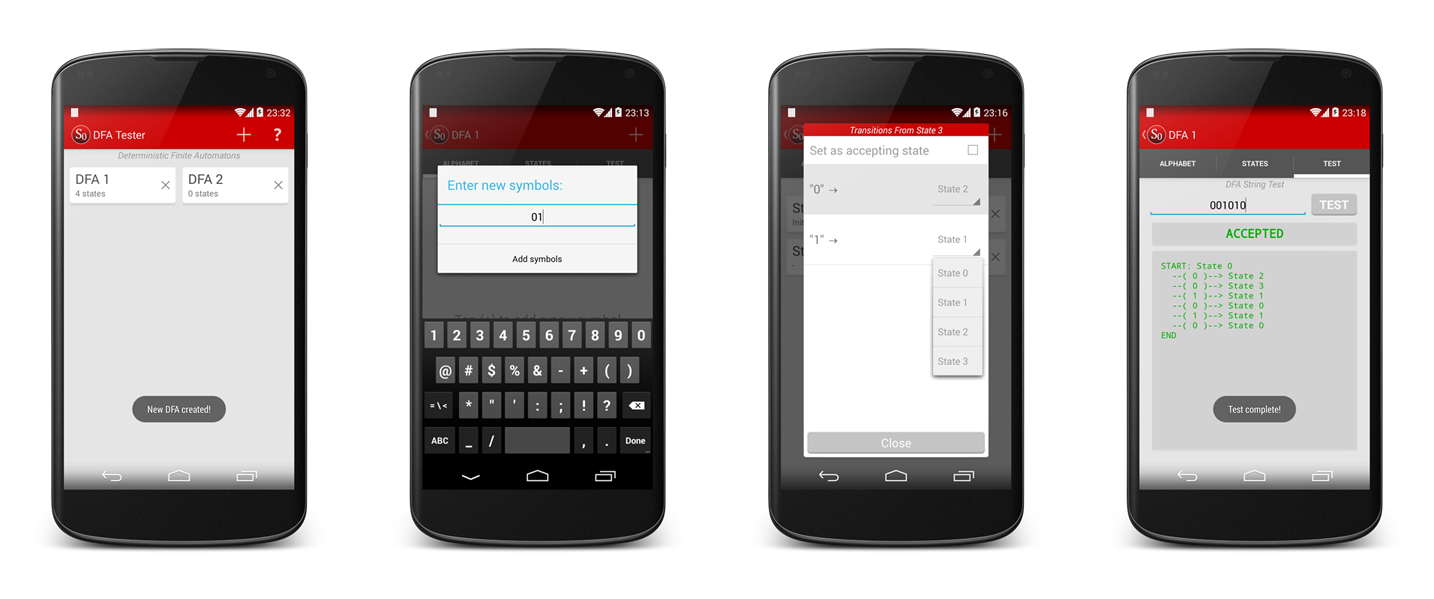 23:32
S0 DFA Tester + ?
Deterministic Finite Automatons
DFA 1 ×
4 states
DFA 2 ×
0 states
New DFA created!
23:13
S0 DFA 1 +
ALPHABET STATES TEST
Enter new symbols:
01
Add symbols
1 2 3 4 5 6 7 8 9 0
@ # $ % & - + ( )
=\< * " ' : ; ! ?
ABC _ / , . Done
23:16
Transitions From State 3
Set as accepting state
"0" → State 2
"1" → State 1
State 0
State 1
State 2
State 3
Close
23:18
S0 DFA 1
ALPHABET STATES TEST
DFA String Test
001010 TEST
ACCEPTED
START: State 0
--( 0 )--> State 2
--( 0 )--> State 3
--( 1 )--> State 1
--( 0 )--> State 0
--( 1 )--> State 1
--( 0 )--> State 0
END
Test complete!